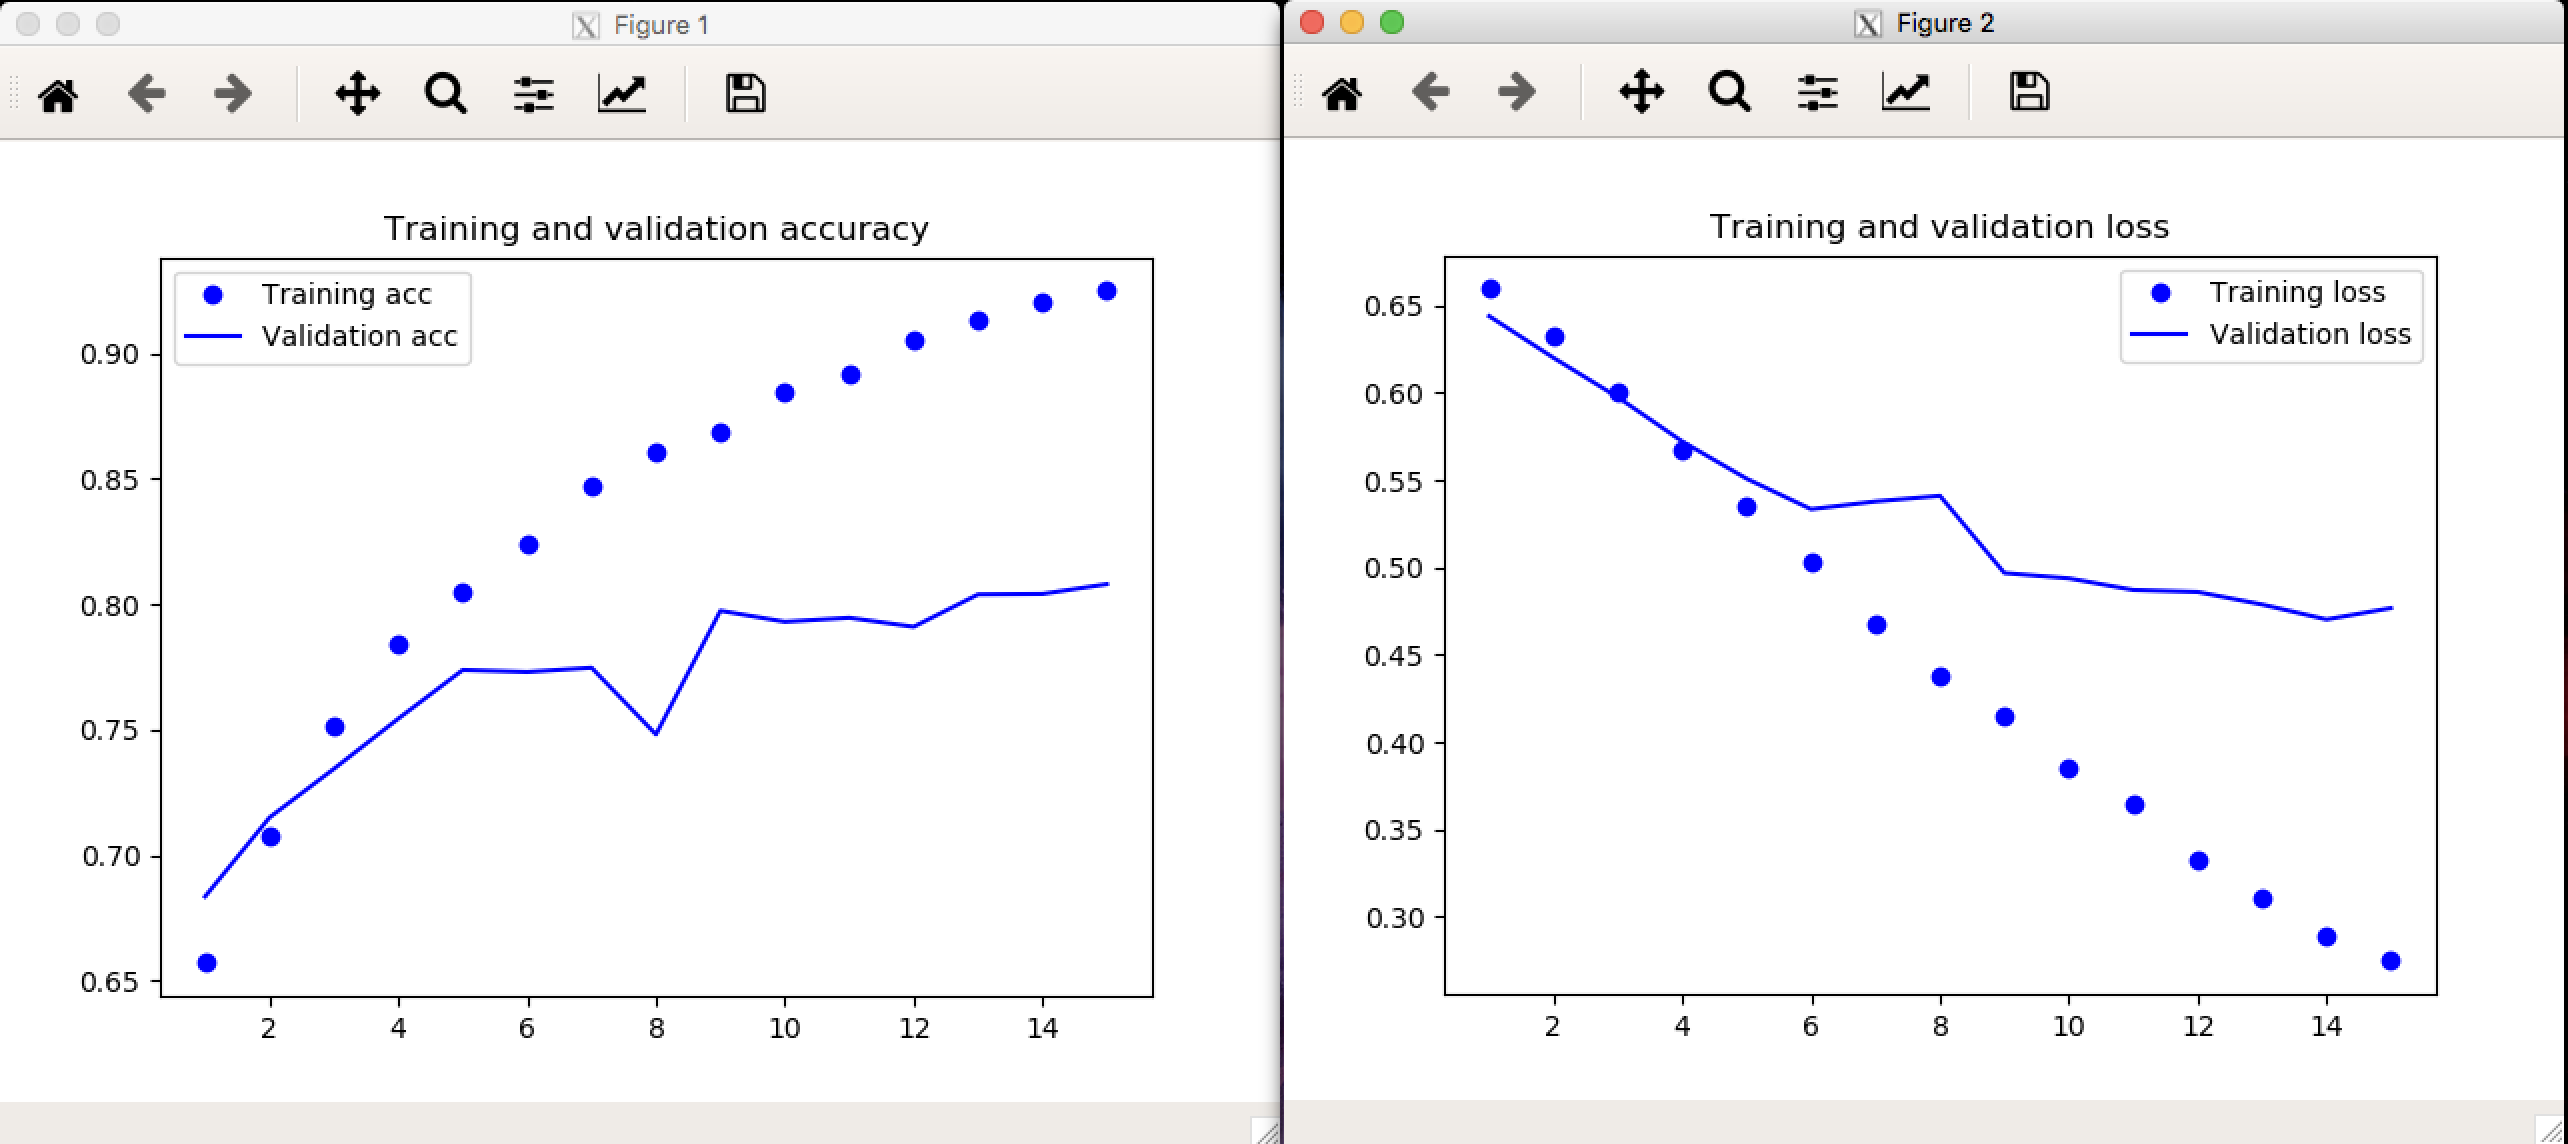 Figure 1
Training and validation accuracy
Training acc
Validation acc
0.90
0.85
0.80
0.75
0.70
0.65
2 4 6 8 10 12 14
Figure 2
Training and validation loss
Training loss
Validation loss
0.65
0.60
0.55
0.50
0.45
0.40
0.35
0.30
2 4 6 8 10 12 14